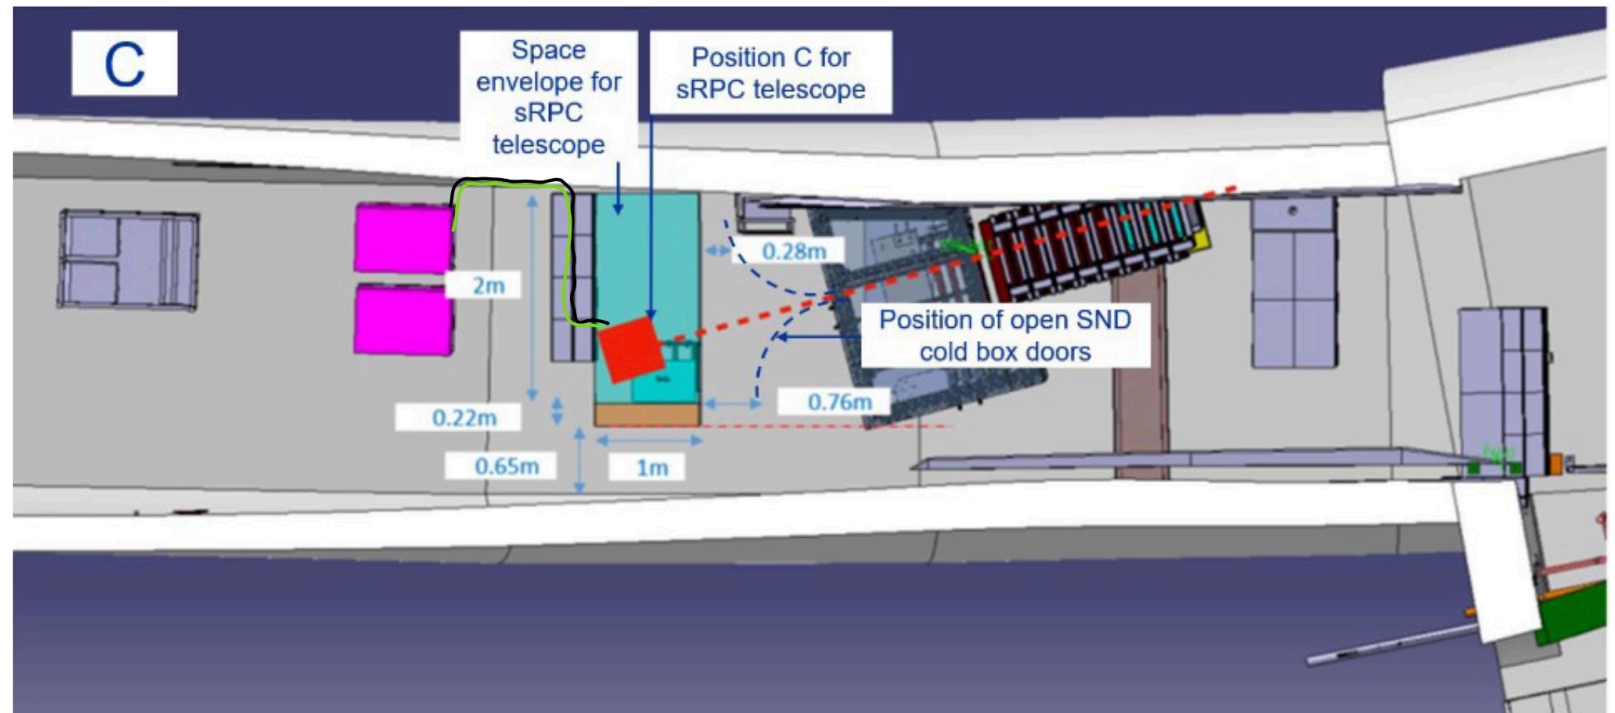 C
Space
envelope for
sRPC
telescope
Position C for
sRPC telescope
0.28m
2m
Position of open SND
cold box doors
0.22m
0.76m
0.65m
1m